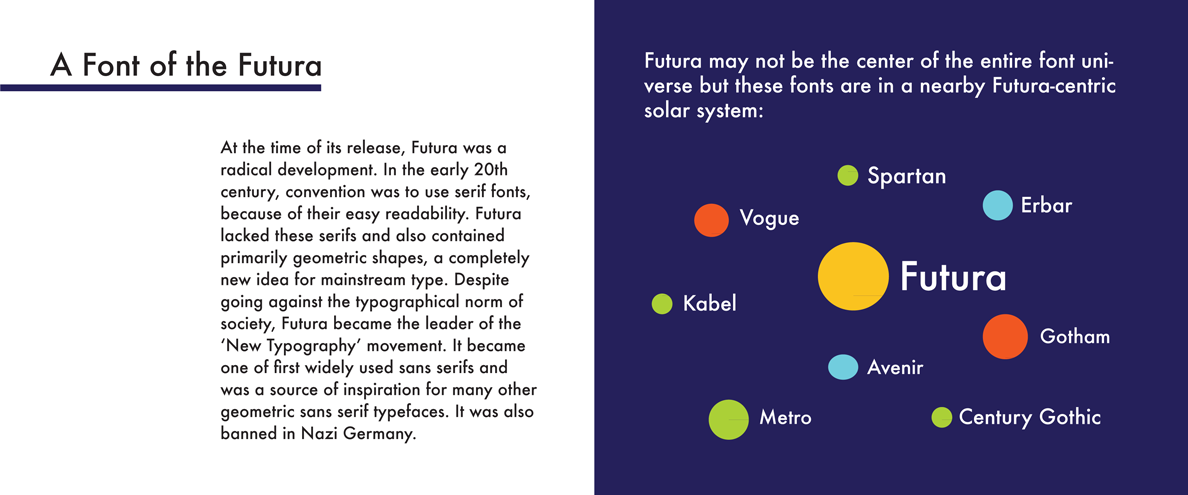 A Font of the Futura
At the time of its release, Futura was a
radical development. In the early 20th
century, convention was to use serif fonts,
because of their easy readability. Futura
lacked these serifs and also contained
primarily geometric shapes, a completely
new idea for mainstream type. Despite
going against the typographical norm of
society, Futura became the leader of the
‘New Typography’ movement. It became
one of first widely used sans serifs and
was a source of inspiration for many other
geometric sans serif typefaces. It was also
banned in Nazi Germany.
Futura may not be the center of the entire font uni-
verse but these fonts are in a nearby Futura-centric
solar system:
Spartan
Erbar
Vogue
Futura
Kabel
Gotham
Avenir
Metro
Century Gothic